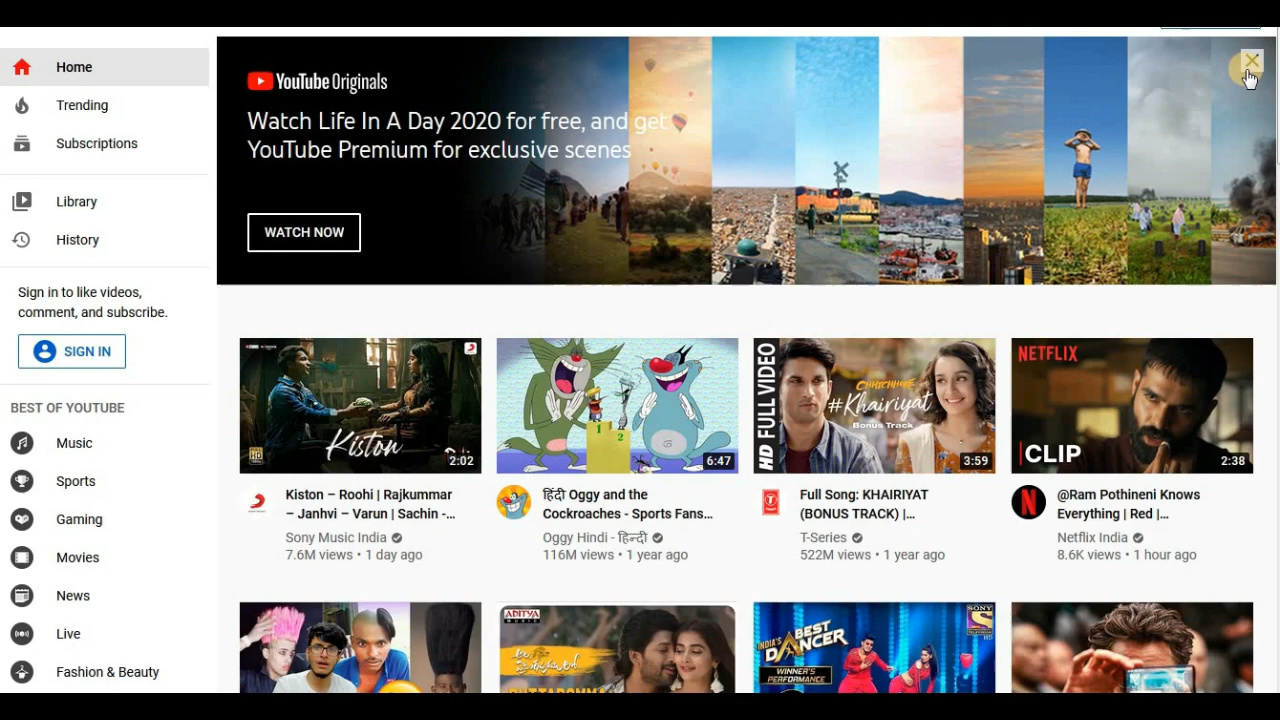 Home
Trending
Subscriptions
Library
History
Sign in to like videos,
comment, and subscribe.
SIGN IN
BEST OF YOUTUBE
Music
Sports
Gaming
Movies
News
Live
Fashion & Beauty
YouTube Originals
Watch Life In A Day 2020 for free, and get
YouTube Premium for exclusive scenes
WATCH NOW
Kiston
2:02
Kiston – Roohi | Rajkummar
– Janhvi – Varun | Sachin -...
Sony Music India
7.6M views • 1 day ago
1
2
6:47
हिंदी Oggy and the
Cockroaches - Sports Fans...
Oggy Hindi - हिन्दी
116M views • 1 year ago
HD FULL VIDEO
CHHICHHORE
#Khairiyat
Bonus Track
3:59
Full Song: KHAIRIYAT
(BONUS TRACK) |...
T-Series
522M views • 1 year ago
NETFLIX
CLIP
2:38
@Ram Pothineni Knows
Everything | Red |...
Netflix India
8.6K views • 1 hour ago
ADITYA
MUSIC
INDIA'S BEST
DANCER
WINNER'S
PERFORMANCE
SONY